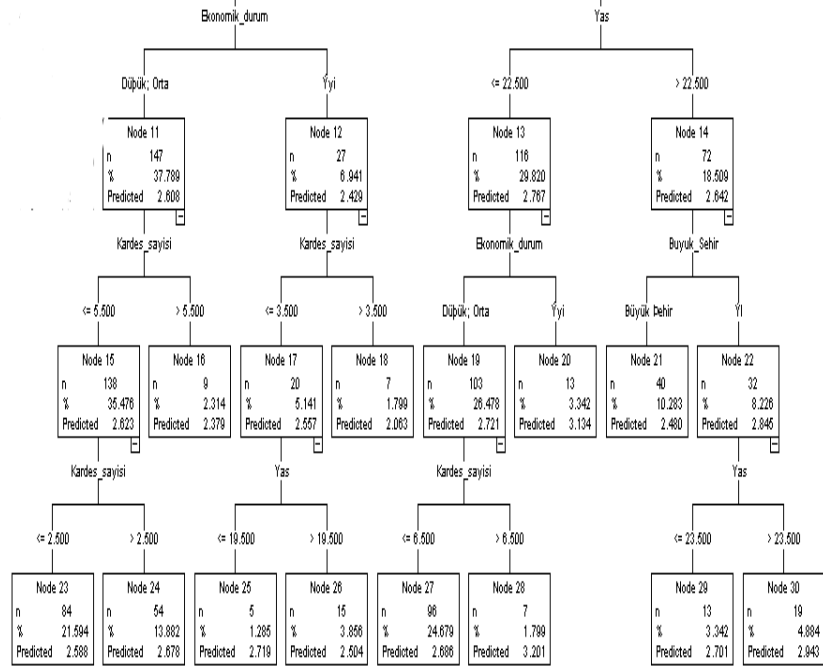 Ekonomik_durum Yas
Düþük; Orta Ýyi <= 22.500 > 22.500
Node 11 Node 12 Node 13 Node 14
n 147 n 27 n 116 n 72
% 37.789 % 6.941 % 29.820 % 18.509
Predicted 2.608 Predicted 2.429 Predicted 2.767 Predicted 2.642
Kardes_sayisi Kardes_sayisi Ekonomik_durum Buyuk_Sehir
<= 5.500 > 5.500 <= 3.500 > 3.500 Düþük; Orta Ýyi Büyük Þehir Ýl
Node 15 Node 16 Node 17 Node 18 Node 19 Node 20 Node 21 Node 22
n 138 n 9 n 20 n 7 n 103 n 13 n 40 n 32
% 35.476 % 2.314 % 5.141 % 1.799 % 26.478 % 3.342 % 10.283 % 8.226
Predicted 2.623 Predicted 2.379 Predicted 2.557 Predicted 2.063 Predicted 2.721 Predicted 3.134 Predicted 2.480 Predicted 2.845
Kardes_sayisi Yas Kardes_sayisi Yas
<= 2.500 > 2.500 <= 19.500 > 19.500 <= 6.500 > 6.500 <= 23.500 > 23.500
Node 23 Node 24 Node 25 Node 26 Node 27 Node 28 Node 29 Node 30
n 84 n 54 n 5 n 15 n 96 n 7 n 13 n 19
% 21.594 % 13.882 % 1.285 % 3.856 % 24.679 % 1.799 % 3.342 % 4.884
Predicted 2.588 Predicted 2.678 Predicted 2.719 Predicted 2.504 Predicted 2.686 Predicted 3.201 Predicted 2.701 Predicted 2.943